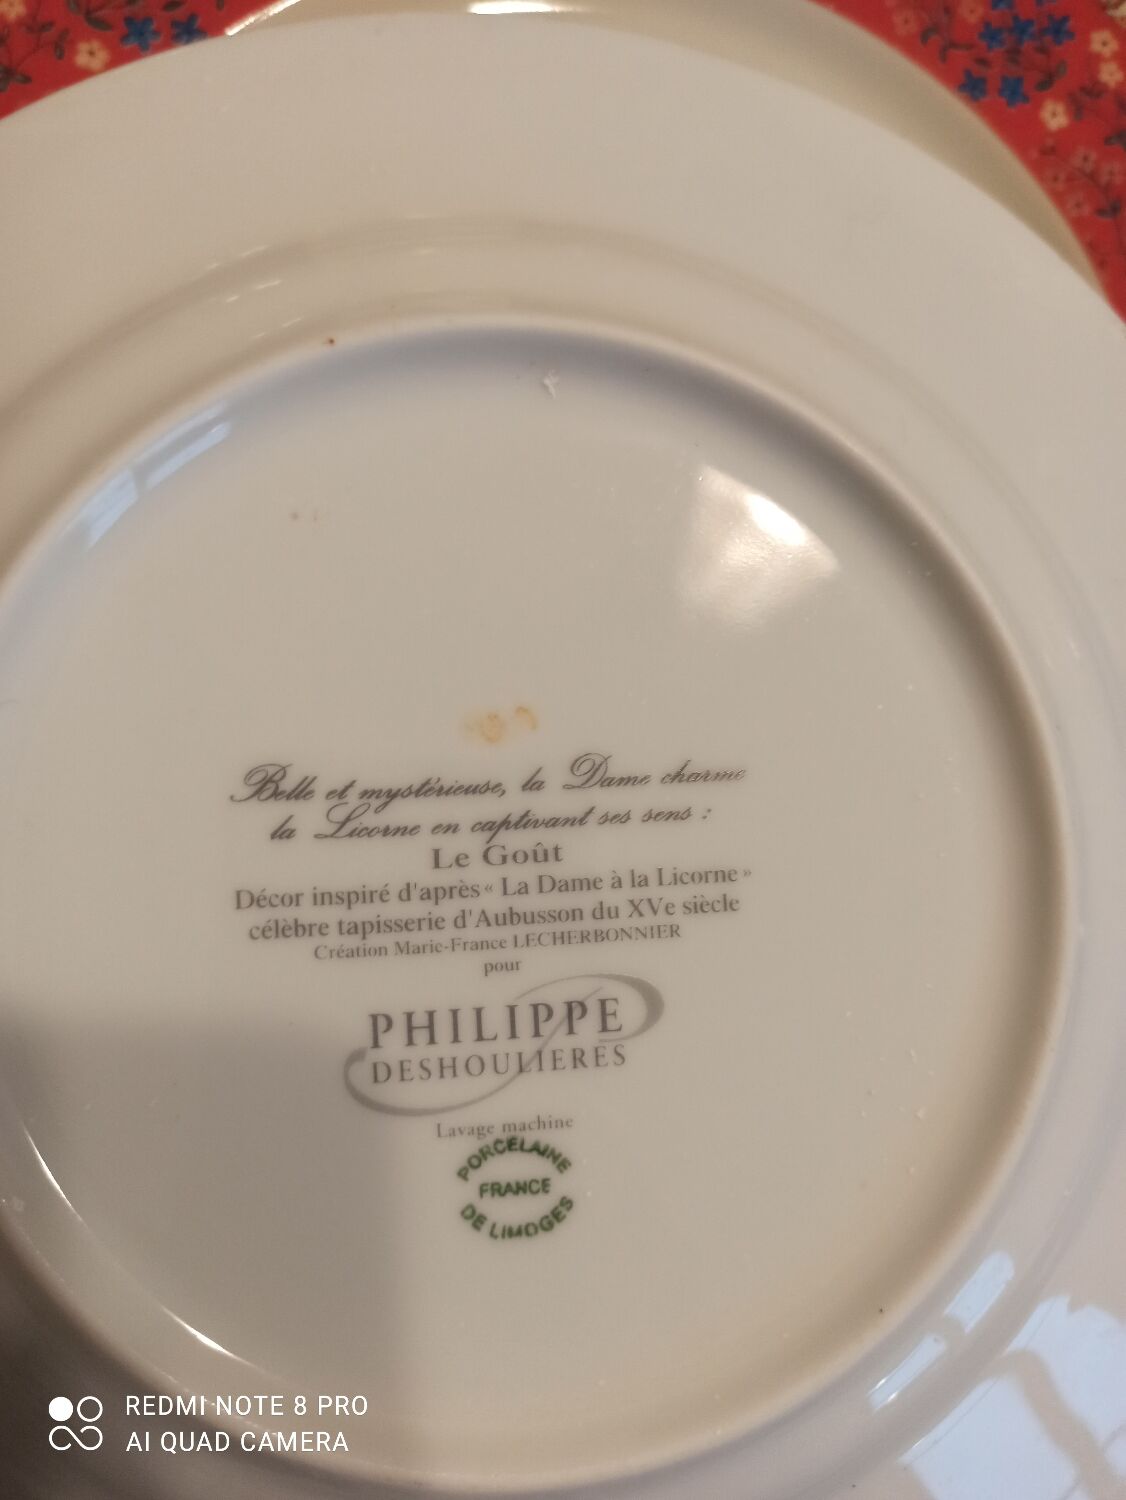 Belle et mystérieuse, la Dame charme
la Licorne en captivant ses sens :
Le Goût
Décor inspiré d'après « La Dame à la Licorne »
célèbre tapisserie d'Aubusson du XVe siècle
Création Marie-France LECHERBONNIER
pour
PHILIPPE
DESHOULIERES
Lavage machine
PORCELAINE
FRANCE
DE LIMOGES
REDMI NOTE 8 PRO
AI QUAD CAMERA